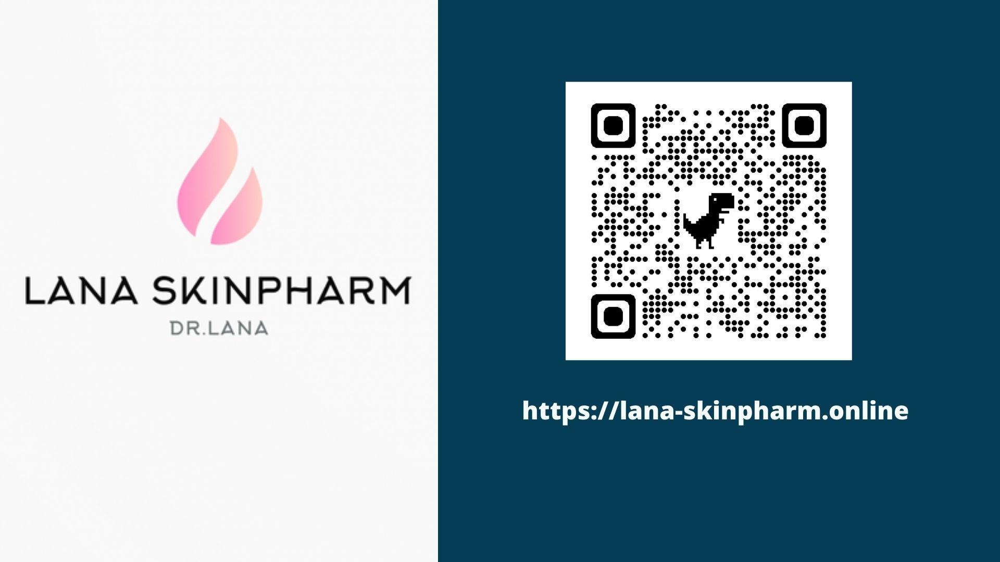 LANA SKINPHARM
DR.LANA
https://lana-skinpharm.online